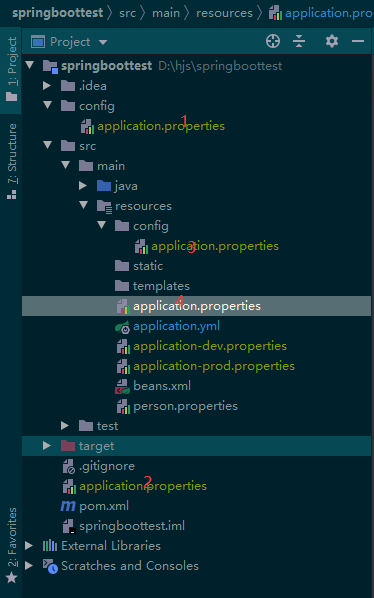 springboottest 〉 src 〉 main 〉 resources 〉 application.pro
Project
springboottest D:\hjs\springboottest
.idea
config
application.properties 1
src
main
java
resources
config
application.properties 3
static
templates
application.properties 4
application.yml
application-dev.properties
application-prod.properties
beans.xml
person.properties
test
target
.gitignore
application.properties 2
pom.xml
springboottest.iml
External Libraries
Scratches and Consoles
1: Project
7: Structure
2: Favorites